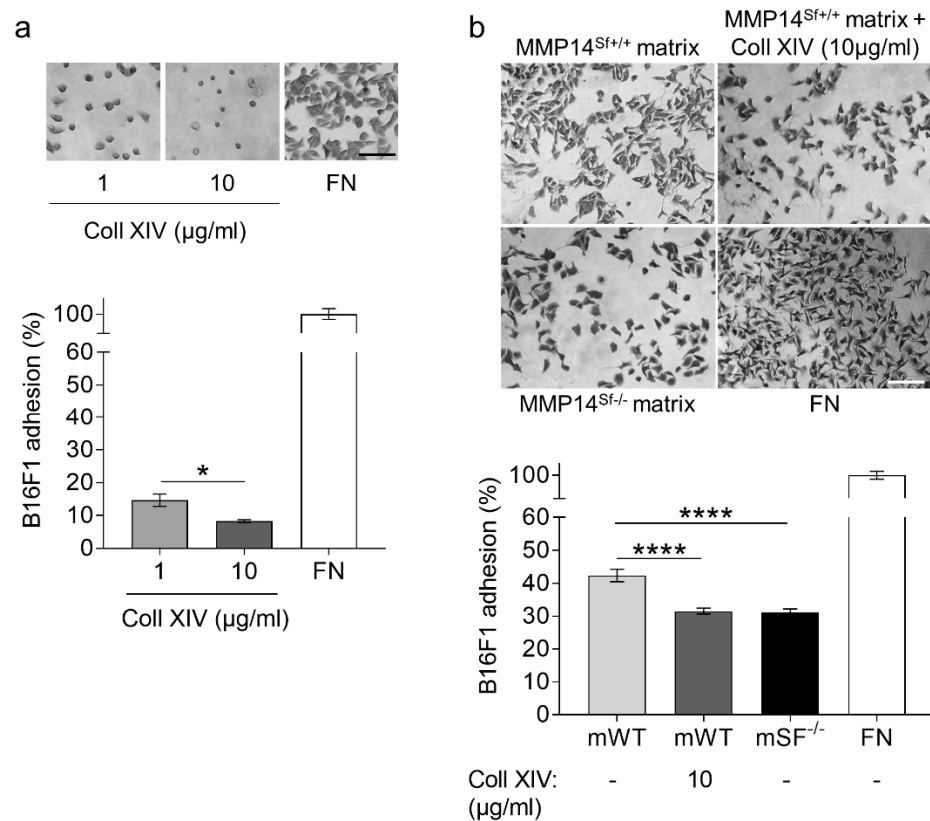 a
1
10
FN
Coll XIV (µg/ml)
B16F1 adhesion (%)
100
60
50
40
30
20
10
0
*
1
10
FN
Coll XIV (µg/ml)
b
MMP14Sf+/+ matrix
MMP14Sf+/+ matrix +
Coll XIV (10µg/ml)
MMP14Sf-/- matrix
FN
B16F1 adhesion (%)
100
60
50
40
30
20
10
0
****
****
mWT
mWT
mSF-/-
FN
Coll XIV:
(µg/ml)
-
10
-
-